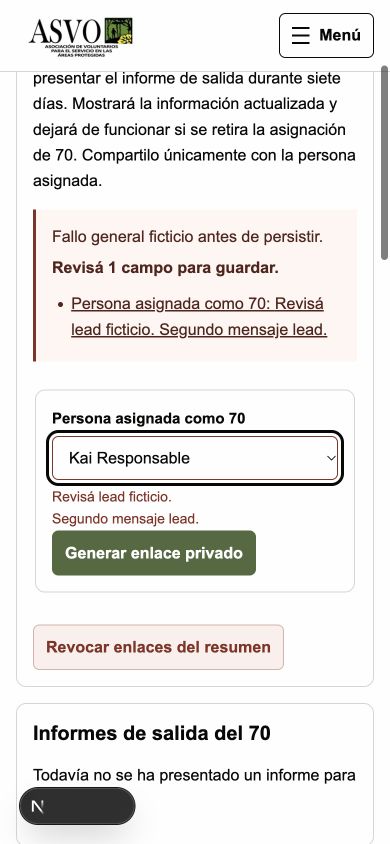 ASVO
ASOCIACIÓN DE VOLUNTARIOS
PARA EL SERVICIO EN LAS
ÁREAS PROTEGIDAS
Menú
presentar el informe de salida durante siete
días. Mostrará la información actualizada y
dejará de funcionar si se retira la asignación
de 70. Compartilo únicamente con la persona
asignada.
Fallo general ficticio antes de persistir.
Revisá 1 campo para guardar.
• Persona asignada como 70: Revisá
lead ficticio. Segundo mensaje lead.
Persona asignada como 70
Kai Responsable
Revisá lead ficticio.
Segundo mensaje lead.
Generar enlace privado
Revocar enlaces del resumen
Informes de salida del 70
Todavía no se ha presentado un informe para
N